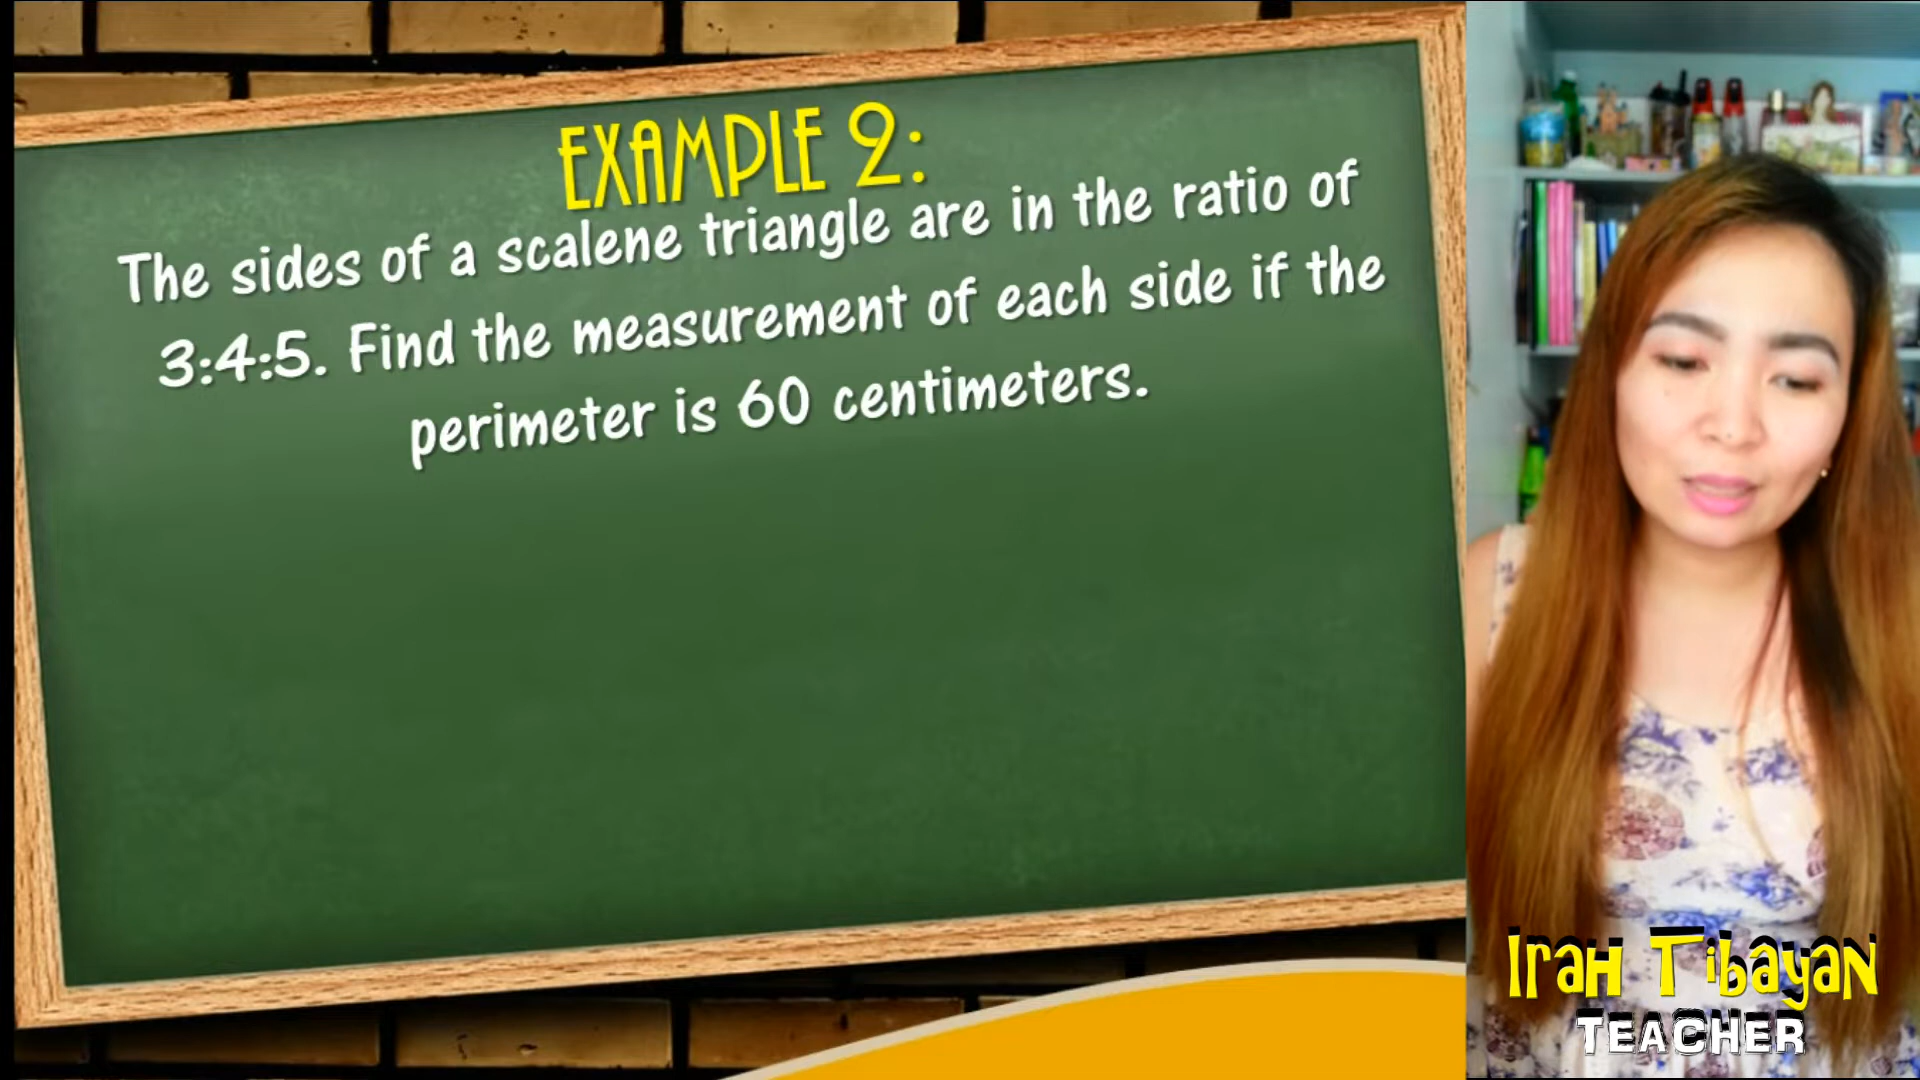 EXAMPLE 2:
The sides of a scalene triangle are in the ratio of
3:4:5. Find the measurement of each side if the
perimeter is 60 centimeters.
Irah Tibayan
TEACHER